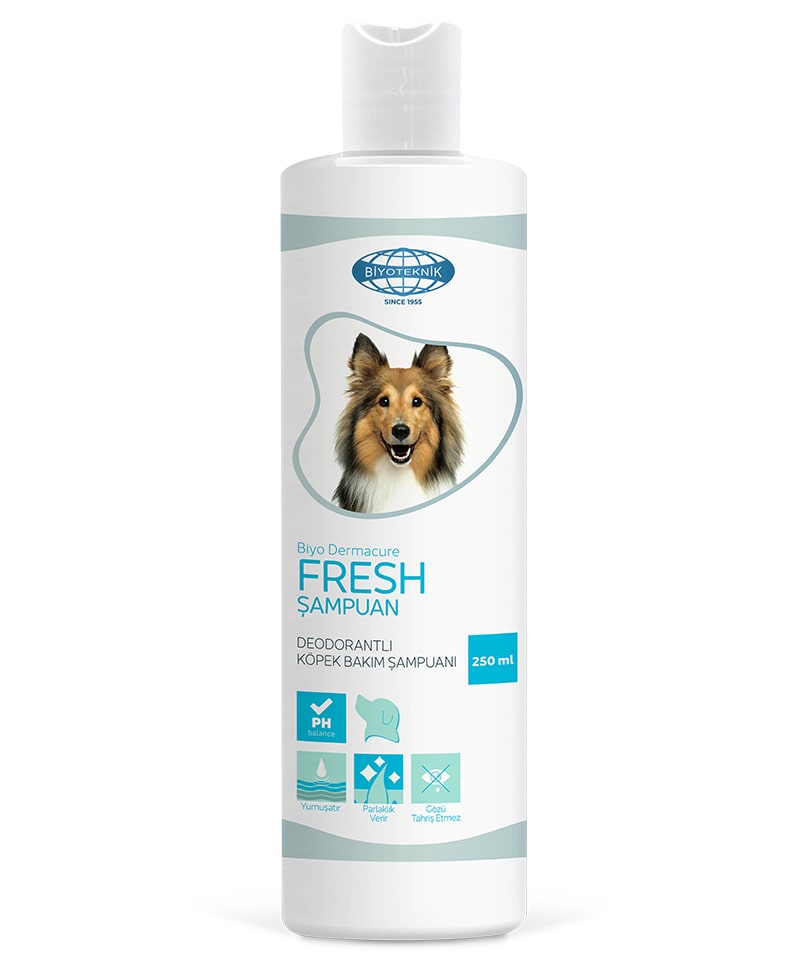 BİYOTEKNİK
SINCE 1955
Biyo Dermacure
FRESH
ŞAMPUAN
DEODORANTLI
KÖPEK BAKIM ŞAMPUANI
250 ml
PH
balance
Yumuşatır
Parlaklık
Verir
Gözü
Tahriş Etmez